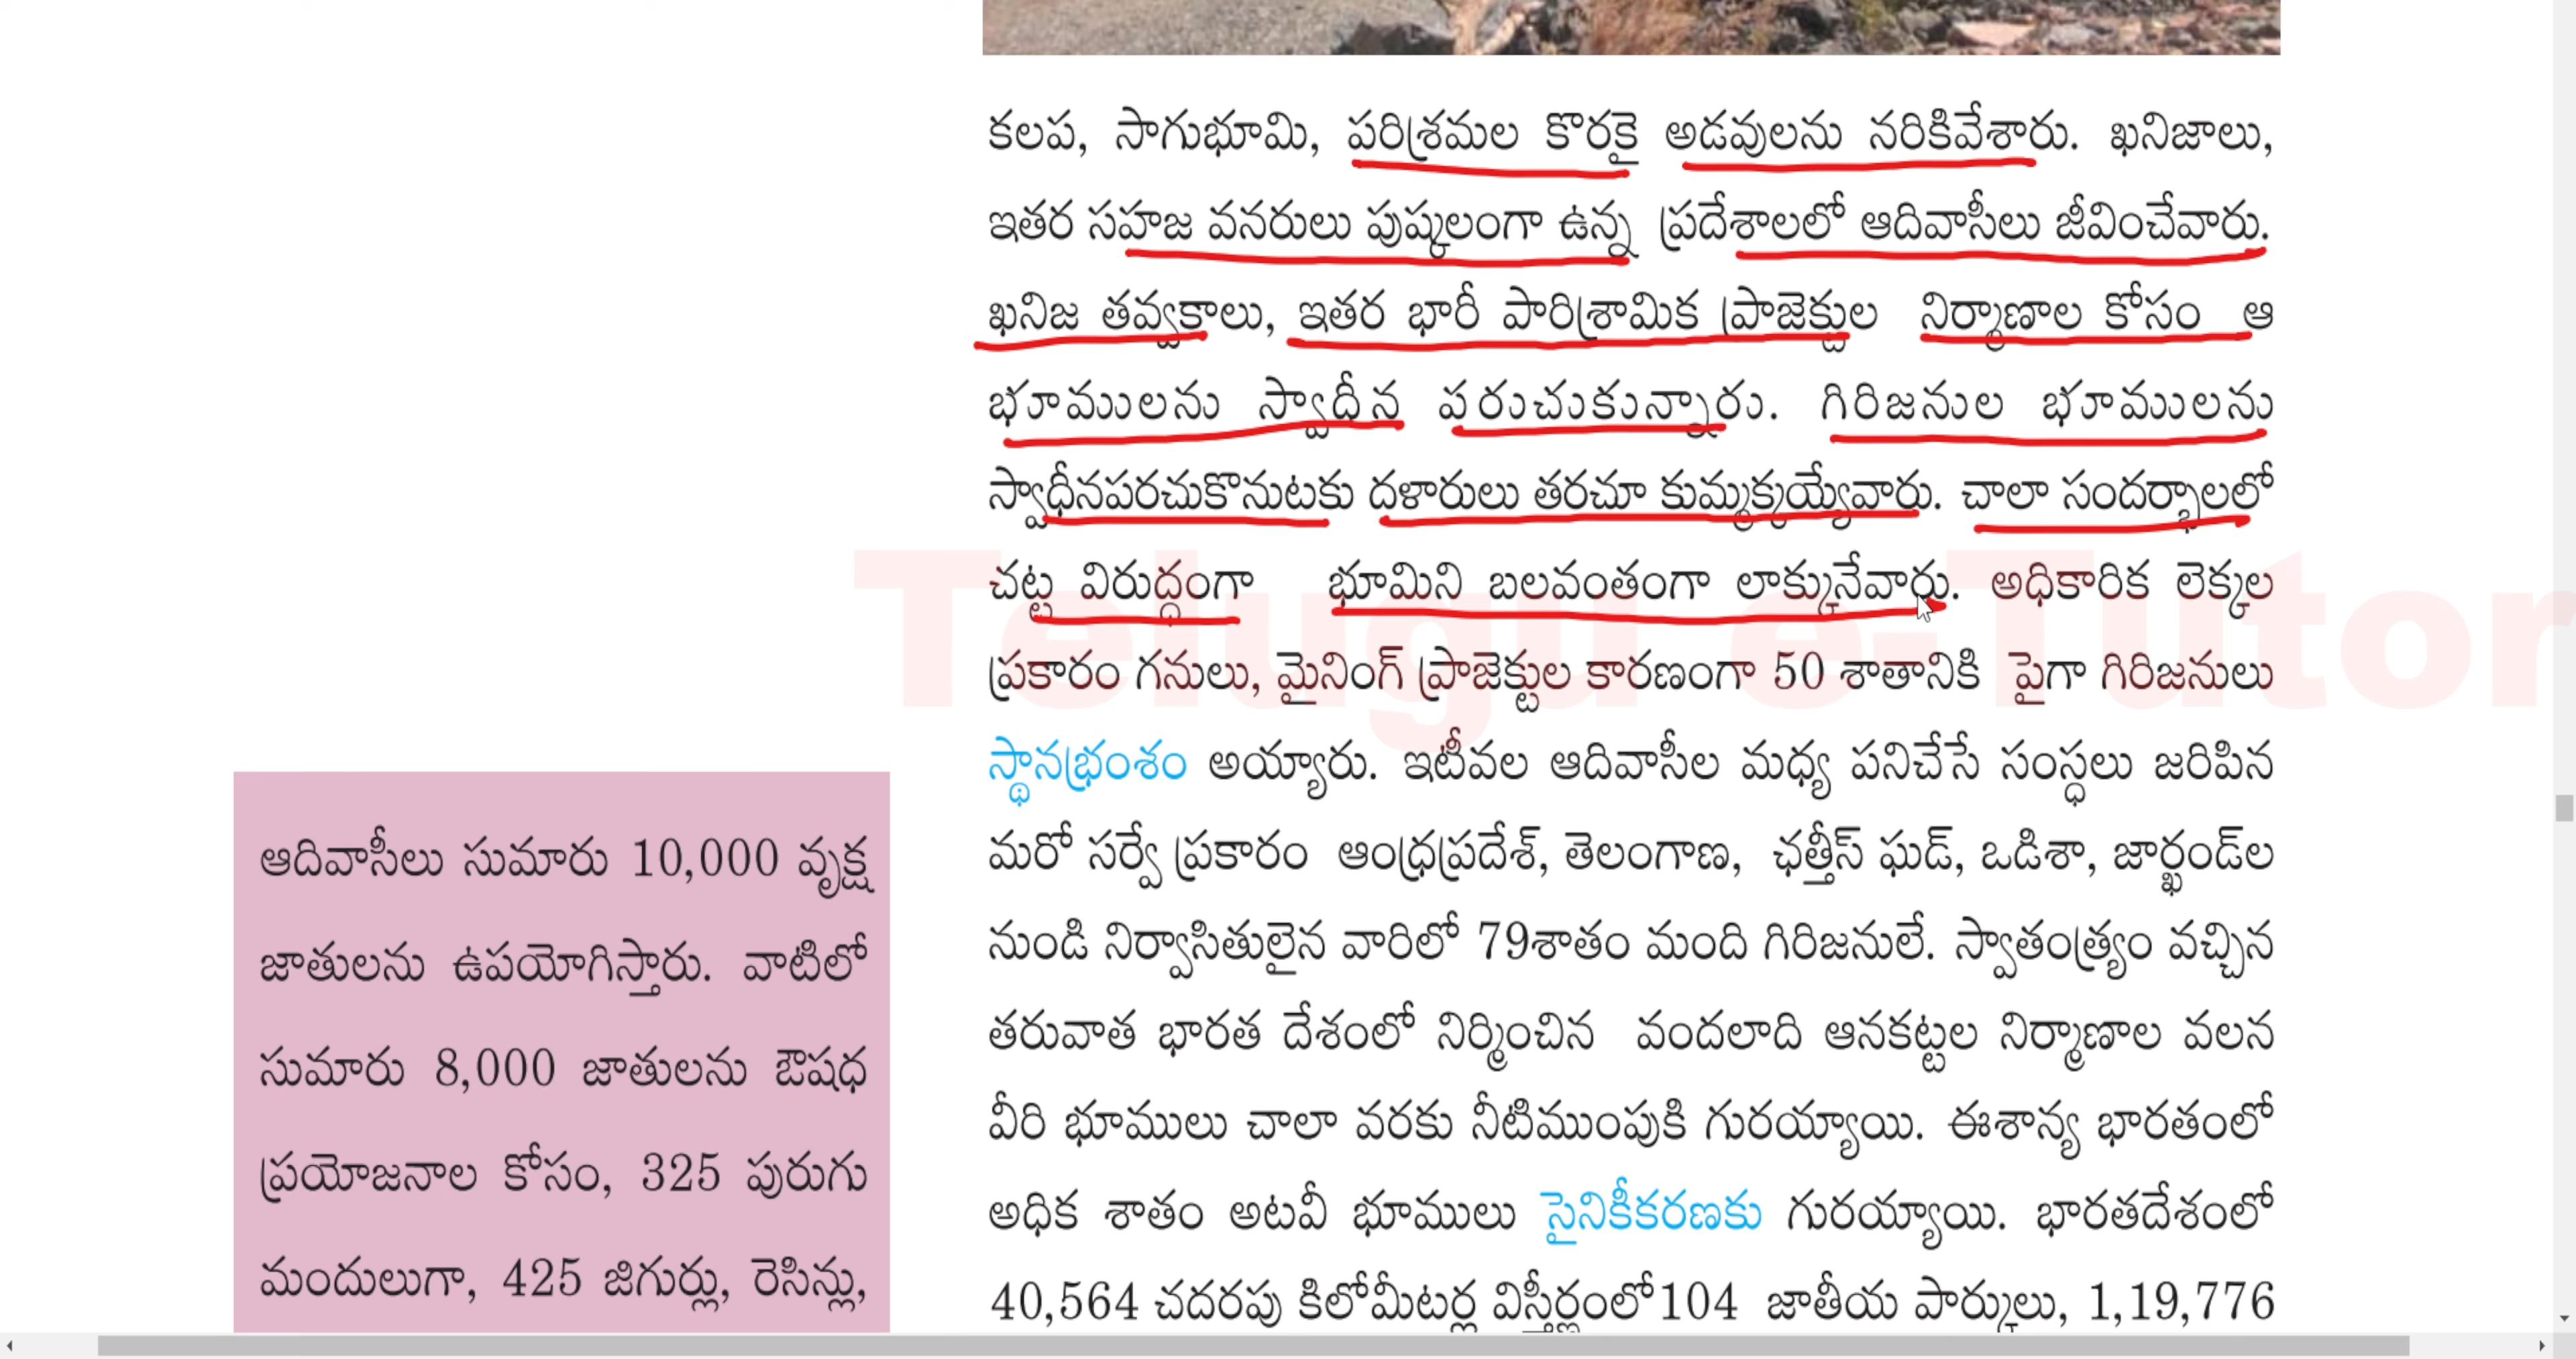 కలప, సాగుభూమి, పరిశ్రమల కొరకై అడవులను నరికివేశారు. ఖనిజాలు,
ఇతర సహజ వనరులు పుష్కలంగా ఉన్న ప్రదేశాలలో ఆదివాసీలు జీవించేవారు.
ఖనిజ తవ్వకాలు, ఇతర భారీ పారిశ్రామిక ప్రాజెక్టుల నిర్మాణాల కోసం ఆ
భూములను స్వాధీన పరుచుకున్నారు. గిరిజనుల భూములను
స్వాధీనపరచుకొనుటకు దళారులు తరచూ కుమ్మక్కయ్యేవారు. చాలా సందర్భాలలో
చట్ట విరుద్ధంగా భూమిని బలవంతంగా లాక్కునేవారు. అధికారిక లెక్కల
ప్రకారం గనులు, మైనింగ్ ప్రాజెక్టుల కారణంగా 50 శాతానికి పైగా గిరిజనులు
స్థానభ్రంశం అయ్యారు. ఇటీవల ఆదివాసీల మధ్య పనిచేసే సంస్థలు జరిపిన
మరో సర్వే ప్రకారం ఆంధ్రప్రదేశ్, తెలంగాణ, ఛత్తీస్ ఘడ్, ఒడిశా, జార్ఖండ్‌ల
నుండి నిర్వాసితులైన వారిలో 79శాతం మంది గిరిజనులే. స్వాతంత్ర్యం వచ్చిన
తరువాత భారత దేశంలో నిర్మించిన వందలాది ఆనకట్టల నిర్మాణాల వలన
వీరి భూములు చాలా వరకు నీటిముంపుకి గురయ్యాయి. ఈశాన్య భారతంలో
అధిక శాతం అటవీ భూములు సైనికీకరణకు గురయ్యాయి. భారతదేశంలో
40,564 చదరపు కిలోమీటర్ల విస్తీర్ణంలో104 జాతీయ పార్కులు, 1,19,776
ఆదివాసీలు సుమారు 10,000 వృక్ష
జాతులను ఉపయోగిస్తారు. వాటిలో
సుమారు 8,000 జాతులను ఔషధ
ప్రయోజనాల కోసం, 325 పురుగు
మందులుగా, 425 జిగుర్లు, రెసిన్లు,
Telugu e-Tutor